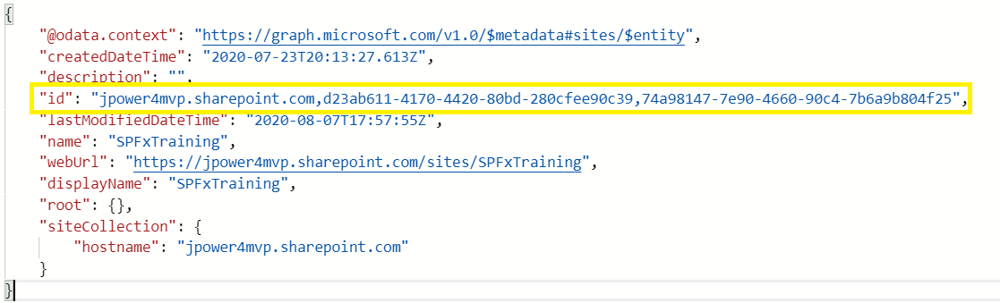 {
"@odata.context": "https://graph.microsoft.com/v1.0/$metadata#sites/$entity",
"createdDateTime": "2020-07-23T20:13:27.613Z",
"description": "",
"id": "jpower4mvp.sharepoint.com,d23ab611-4170-4420-80bd-280cfee90c39,74a98147-7e90-4660-90c4-7b6a9b804f25",
"lastModifiedDateTime": "2020-08-07T17:57:55Z",
"name": "SPFxTraining",
"webUrl": "https://jpower4mvp.sharepoint.com/sites/SPFxTraining",
"displayName": "SPFxTraining",
"root": {},
"siteCollection": {
"hostname": "jpower4mvp.sharepoint.com"
}
}